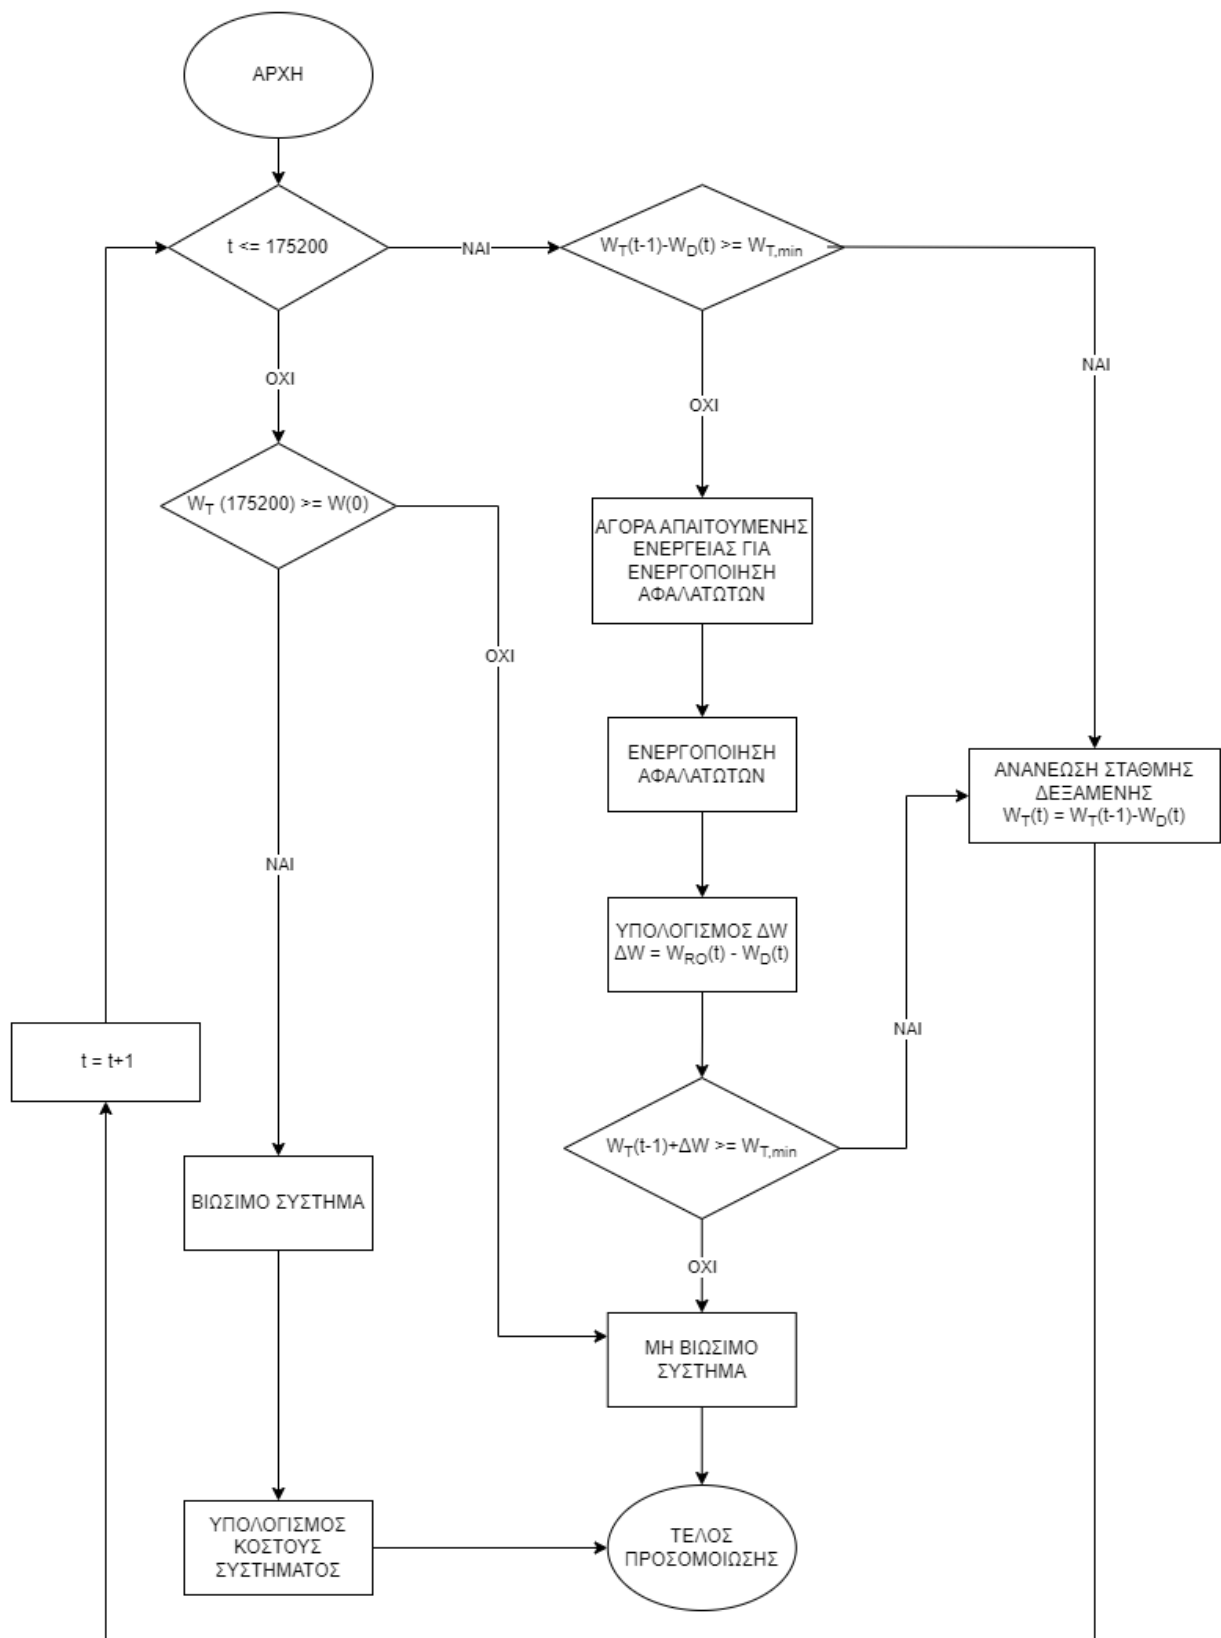 ΑΡΧΗ
t <= 175200
ΝΑΙ
W_T(t-1)-W_D(t) >= W_T,min
ΝΑΙ
ΟΧΙ
ΟΧΙ
W_T (175200) >= W(0)
ΑΓΟΡΑ ΑΠΑΙΤΟΥΜΕΝΗΣ
ΕΝΕΡΓΕΙΑΣ ΓΙΑ
ΕΝΕΡΓΟΠΟΙΗΣΗ
ΑΦΑΛΑΤΩΤΩΝ
ΟΧΙ
ΕΝΕΡΓΟΠΟΙΗΣΗ
ΑΦΑΛΑΤΩΤΩΝ
ΑΝΑΝΕΩΣΗ ΣΤΑΘΜΗΣ
ΔΕΞΑΜΕΝΗΣ
W_T(t) = W_T(t-1)-W_D(t)
ΝΑΙ
ΥΠΟΛΟΓΙΣΜΟΣ ΔW
ΔW = W_RO(t) - W_D(t)
ΝΑΙ
t = t+1
W_T(t-1)+ΔW >= W_T,min
ΒΙΩΣΙΜΟ ΣΥΣΤΗΜΑ
ΟΧΙ
ΜΗ ΒΙΩΣΙΜΟ
ΣΥΣΤΗΜΑ
ΥΠΟΛΟΓΙΣΜΟΣ
ΚΟΣΤΟΥΣ
ΣΥΣΤΗΜΑΤΟΣ
ΤΕΛΟΣ
ΠΡΟΣΟΜΟΙΩΣΗΣ